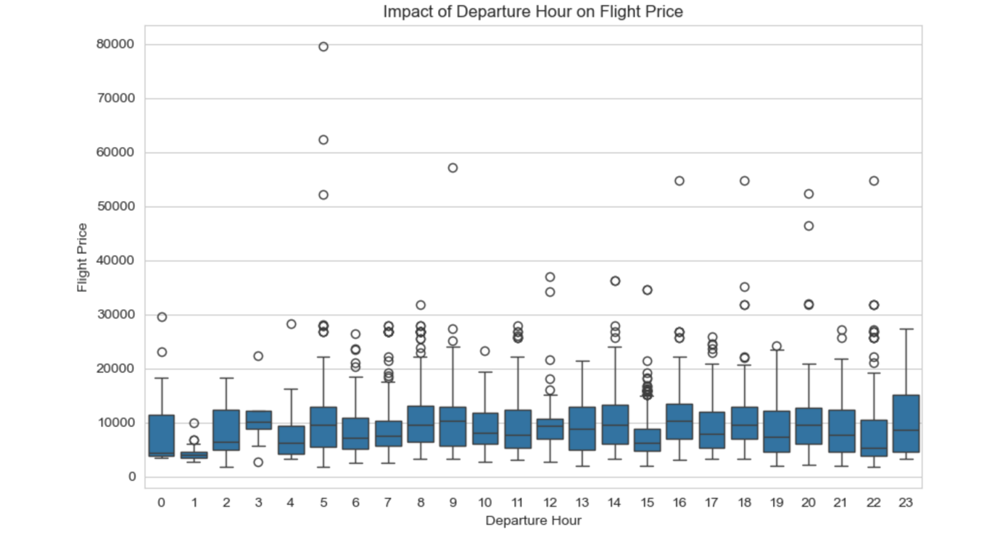 Impact of Departure Hour on Flight Price
80000
70000
60000
50000
40000
30000
20000
10000
0
Flight Price
0 1 2 3 4 5 6 7 8 9 10 11 12 13 14 15 16 17 18 19 20 21 22 23
Departure Hour